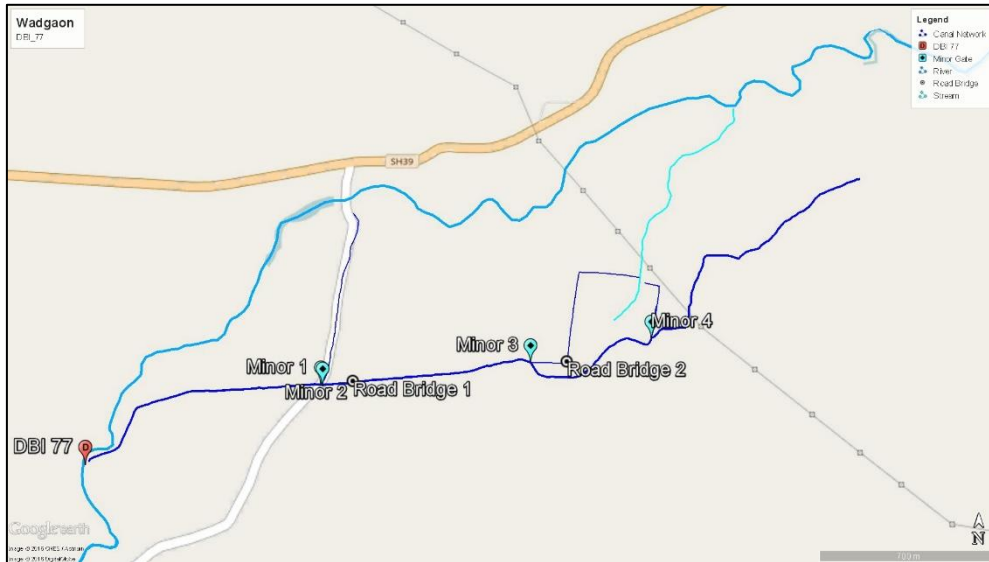 Wadgaon
DBI_77
Legend
Canal Network
DBI 77
Minor Gate
River
Road Bridge
Stream
SH39
Minor 1
Minor 2
Road Bridge 1
Minor 3
Road Bridge 2
Minor 4
DBI 77
D
Google earth
N
700 m